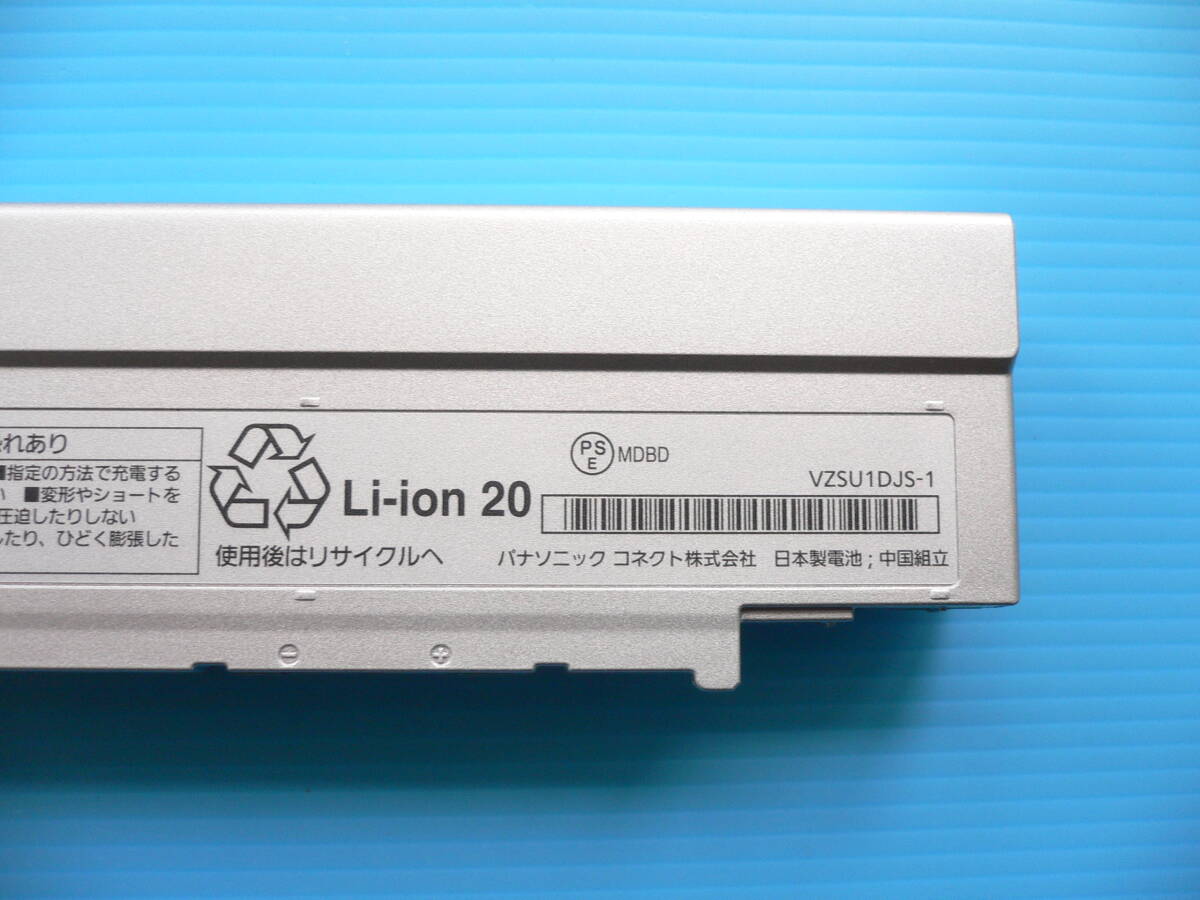 れあり
■指定の方法で充電する
い ■変形やショートを
圧迫したりしない
たり、ひどく膨張した
Li-ion 20
使用後はリサイクルへ
PS
E
MDBD
VZSU1DJS-1
パナソニック コネクト株式会社 日本製電池；中国組立